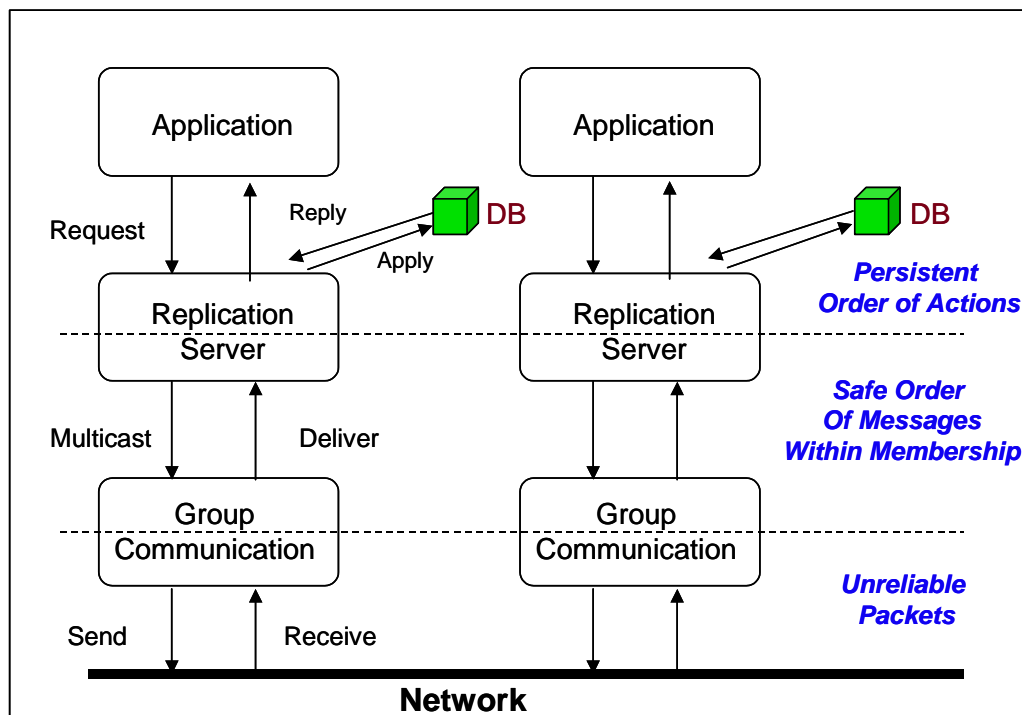 Application
Application
Reply
DB
DB
Request
Apply
Persistent
Order of Actions
Replication
Server
Replication
Server
Safe Order
Of Messages
Within Membership
Multicast
Deliver
Group
Communication
Group
Communication
Unreliable
Packets
Send
Receive
Network